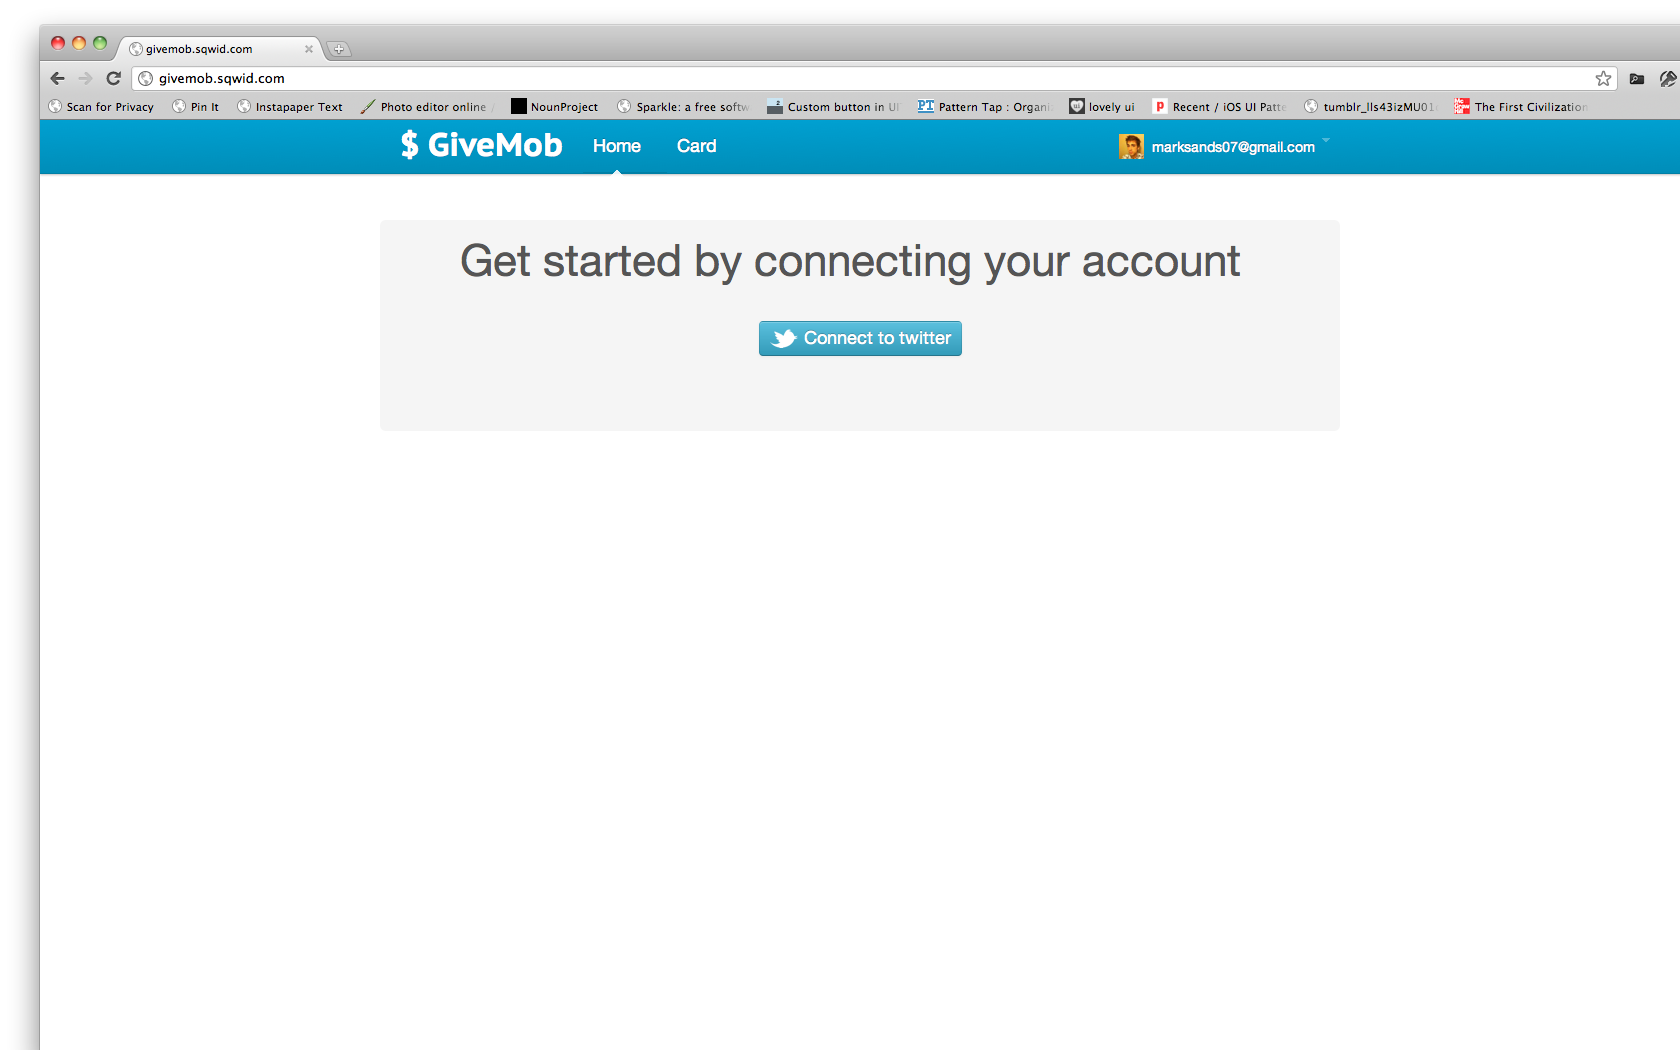 givemob.sqwid.com
givemob.sqwid.com
Scan for Privacy Pin It Instapaper Text Photo editor online NounProject Sparkle: a free softw Custom button in UI PT Pattern Tap : Organi lovely ui Recent / iOS UI Patte tumblr_lls43izMU01 The First Civilization
$ GiveMob Home Card marksands07@gmail.com
Get started by connecting your account
Connect to twitter